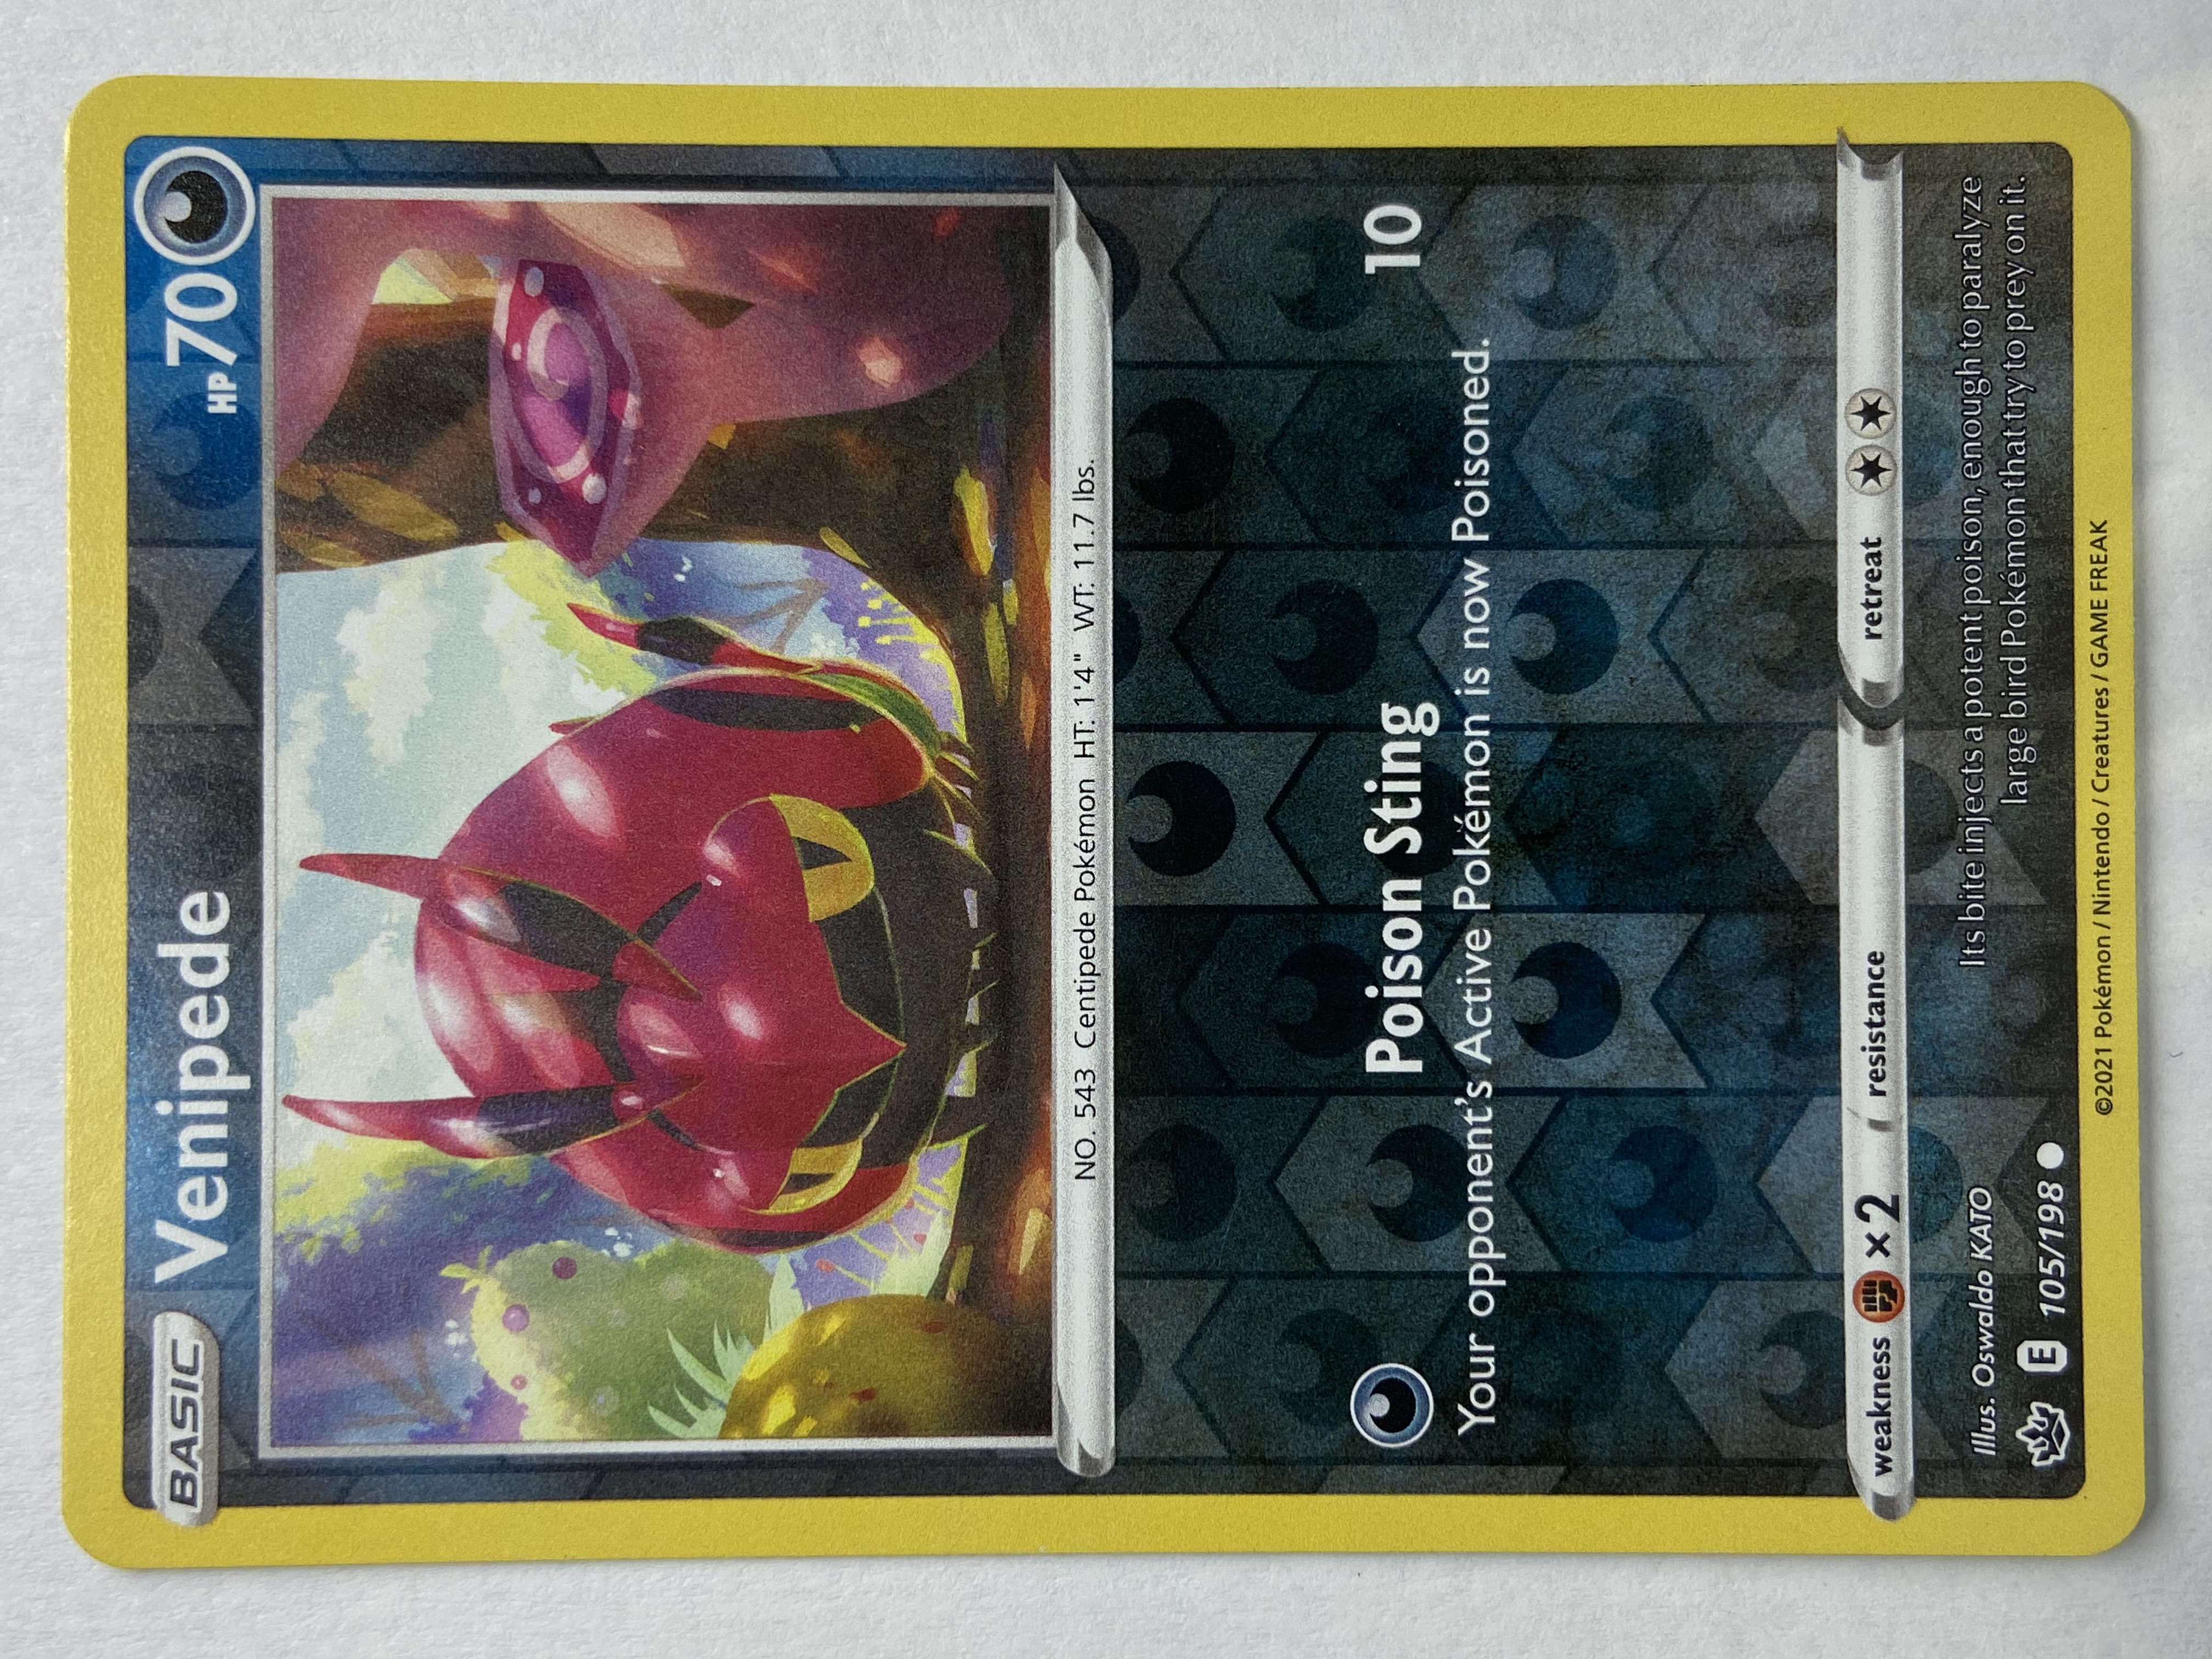 BASIC Venipede HP 70
NO. 543 Centipede Pokémon HT: 1'4" WT: 11.7 lbs.
Poison Sting 10
Your opponent's Active Pokémon is now Poisoned.
weakness ×2 resistance retreat
Illus. Oswaldo KATO
Its bite injects a potent poison, enough to paralyze
large bird Pokémon that try to prey on it.
E 105/198
©2021 Pokémon / Nintendo / Creatures / GAME FREAK